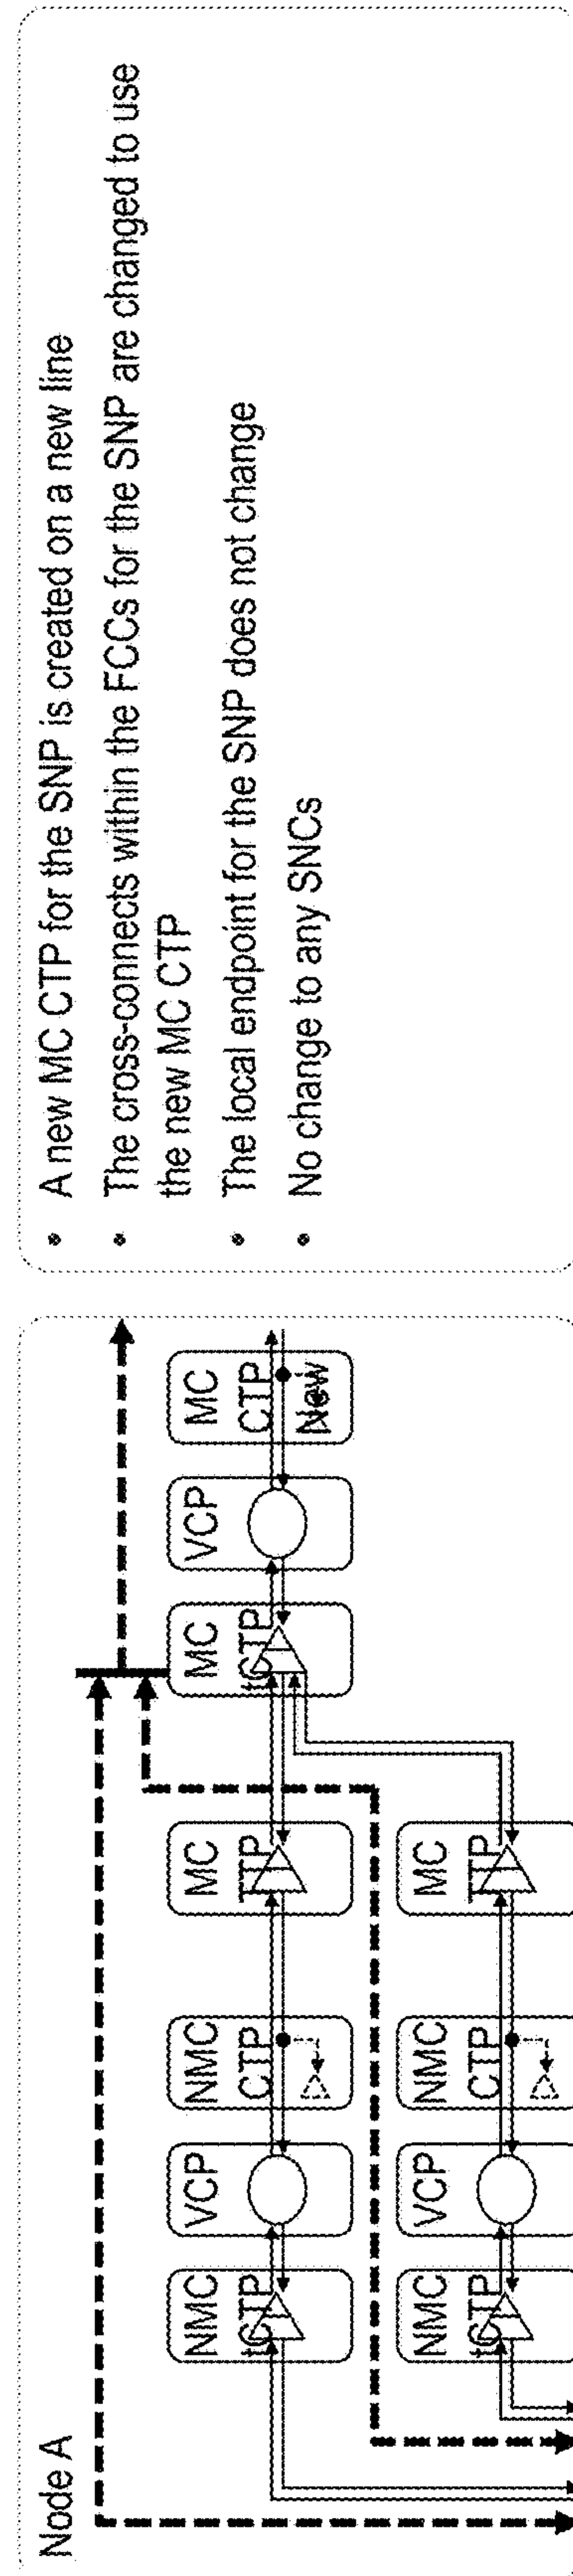 Node A
NMC
tCTP
VCP
NMC
CTP
MC
TTP
MC
tCTP
VCP
MC
CTP
New
NMC
tCTP
VCP
NMC
CTP
MC
TTP
• A new MC CTP for the SNP is created on a new line
• The cross-connects within the FCCs for the SNP are changed to use
the new MC CTP
• The local endpoint for the SNP does not change
• No change to any SNCs